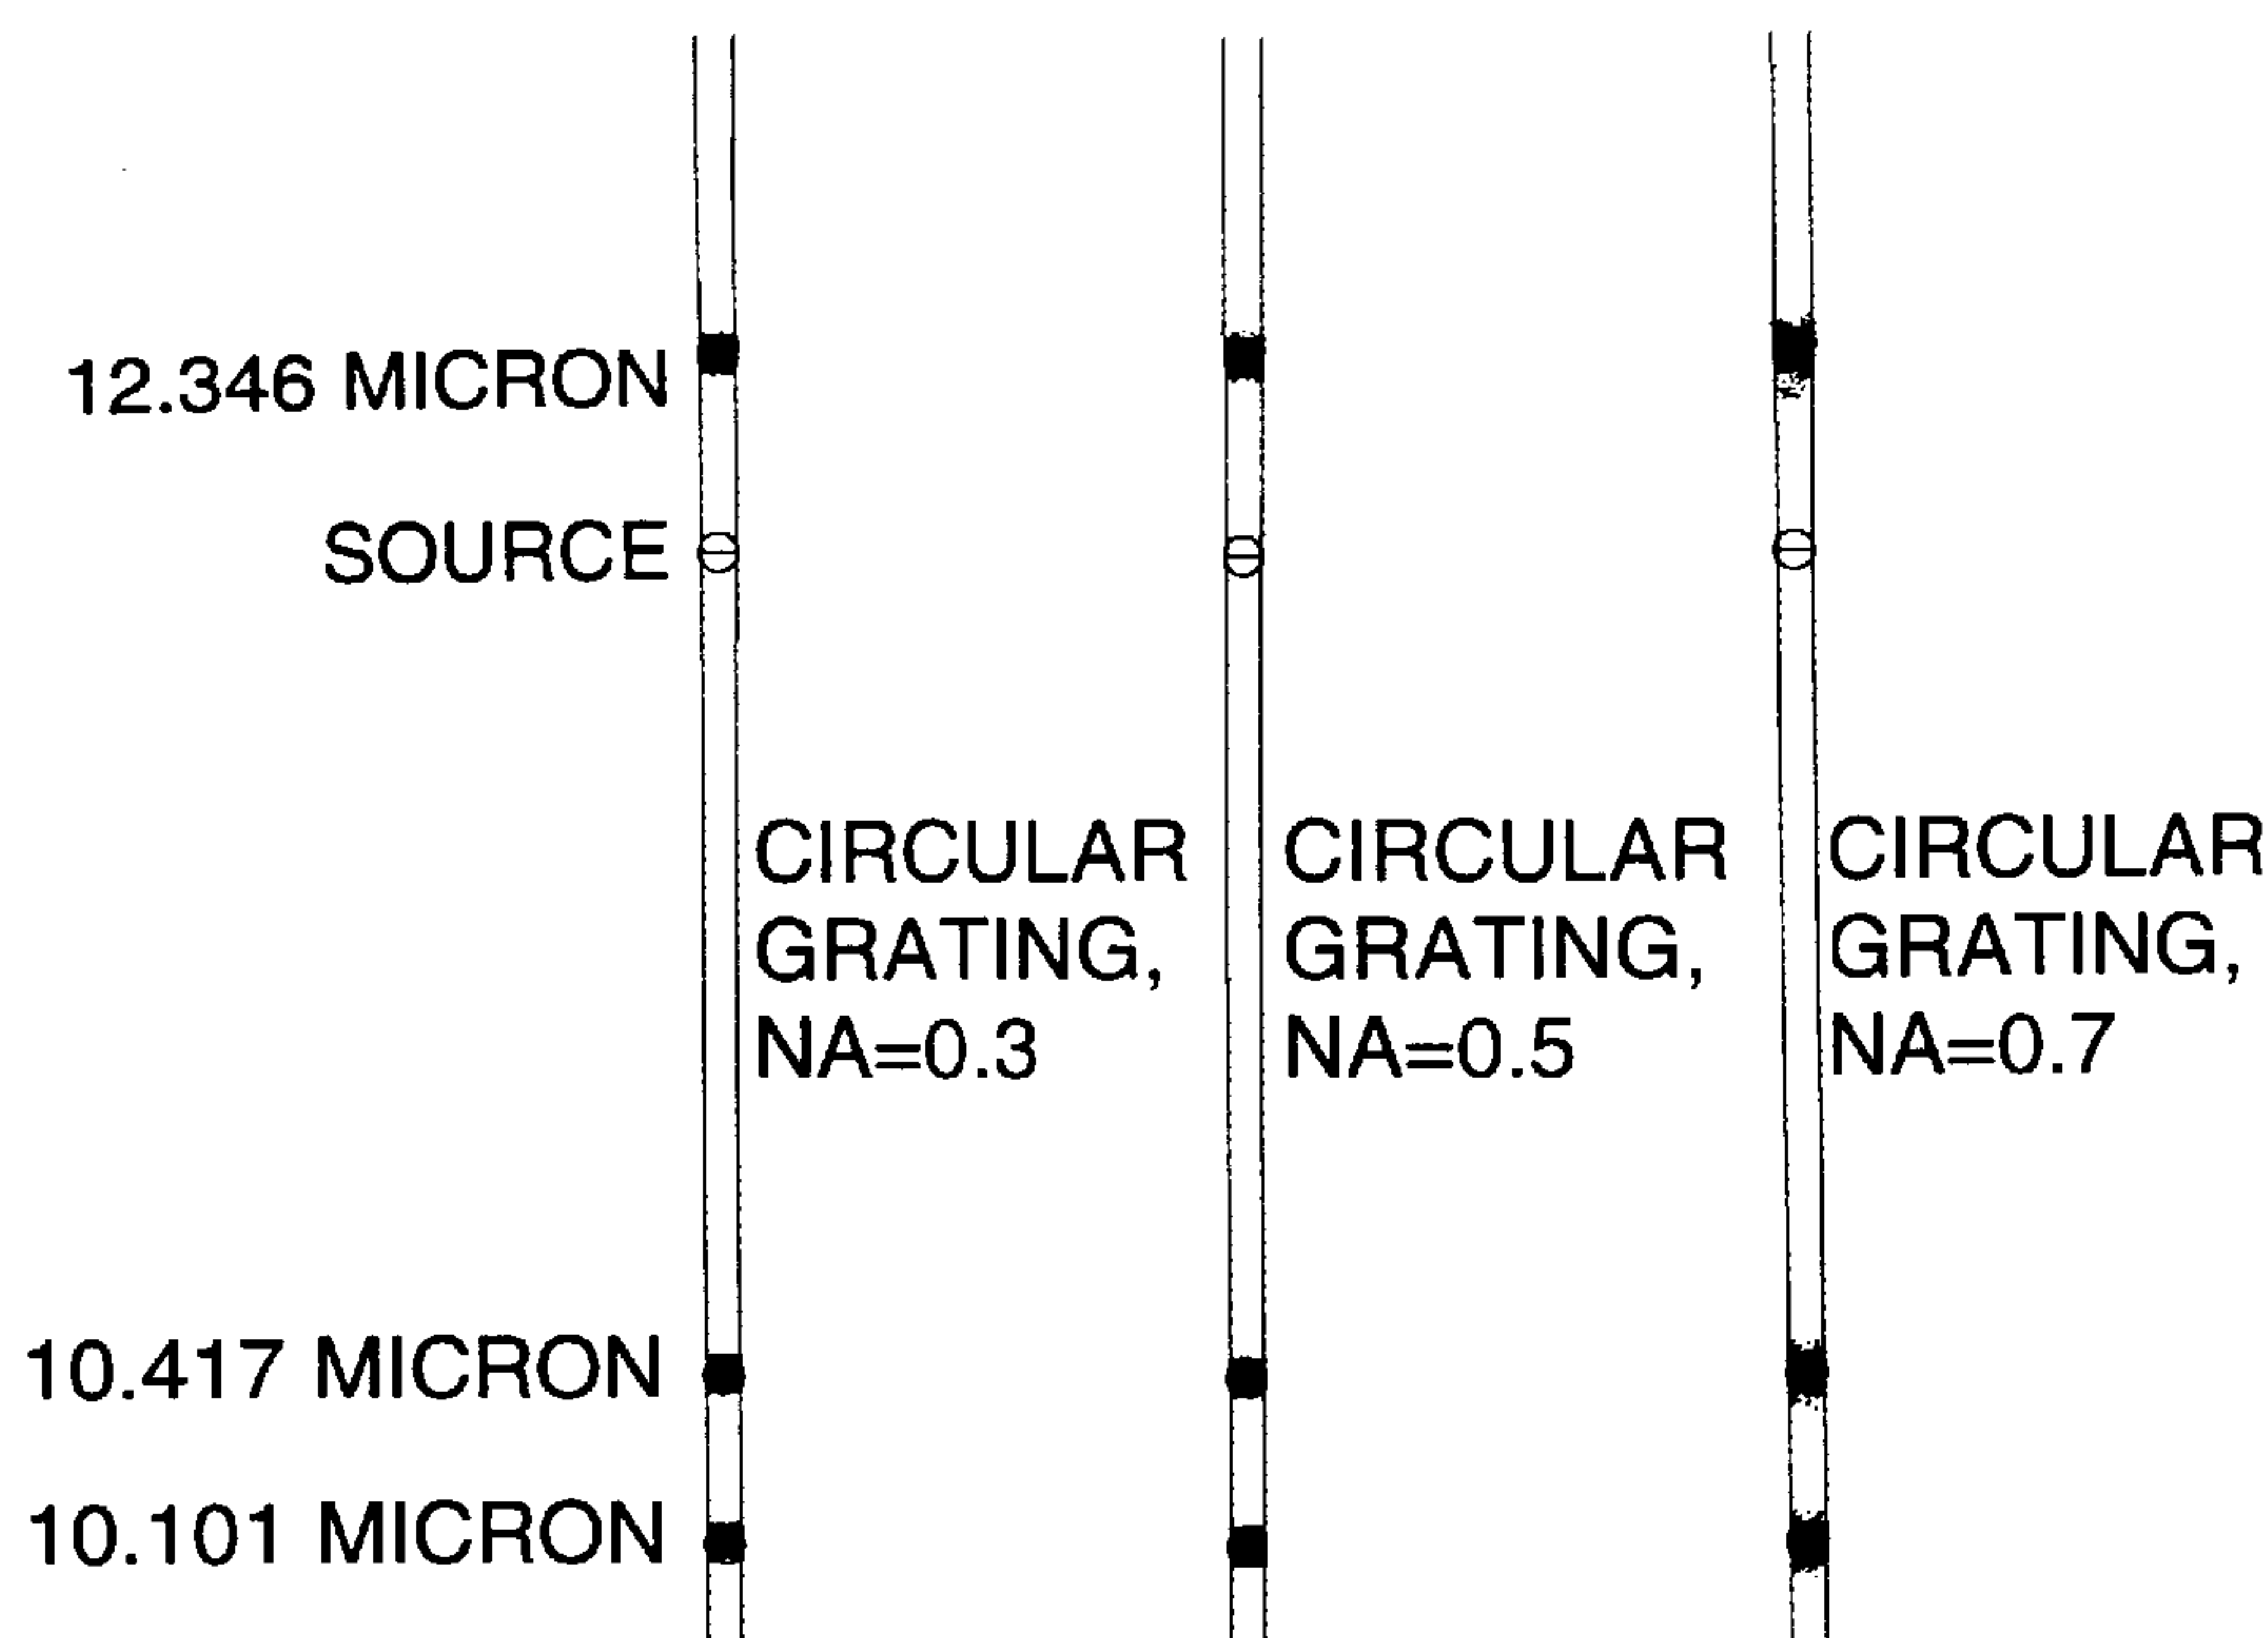 12.346 MICRON
SOURCE
CIRCULAR
GRATING,
NA=0.3
CIRCULAR
GRATING,
NA=0.5
CIRCULAR
GRATING,
NA=0.7
10.417 MICRON
10.101 MICRON